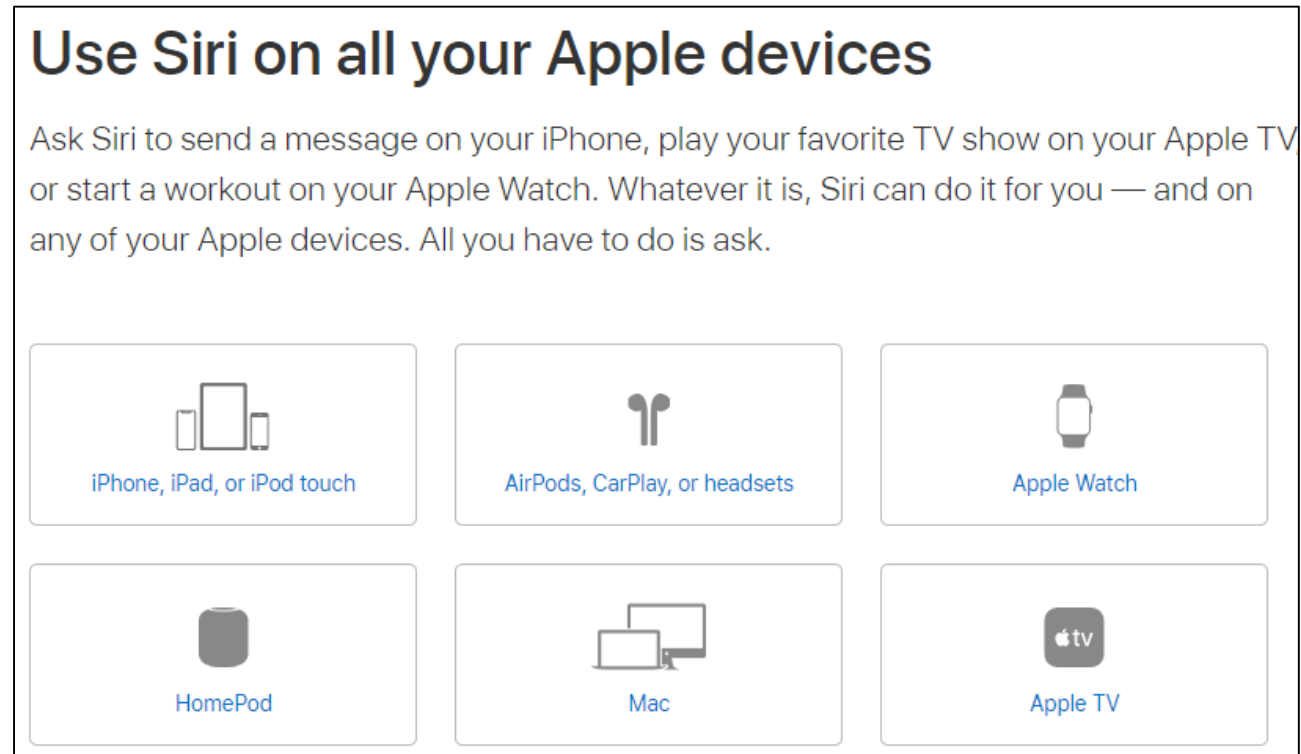 Use Siri on all your Apple devices
Ask Siri to send a message on your iPhone, play your favorite TV show on your Apple TV,
or start a workout on your Apple Watch. Whatever it is, Siri can do it for you — and on
any of your Apple devices. All you have to do is ask.
iPhone, iPad, or iPod touch
AirPods, CarPlay, or headsets
Apple Watch
tv
HomePod
Mac
Apple TV